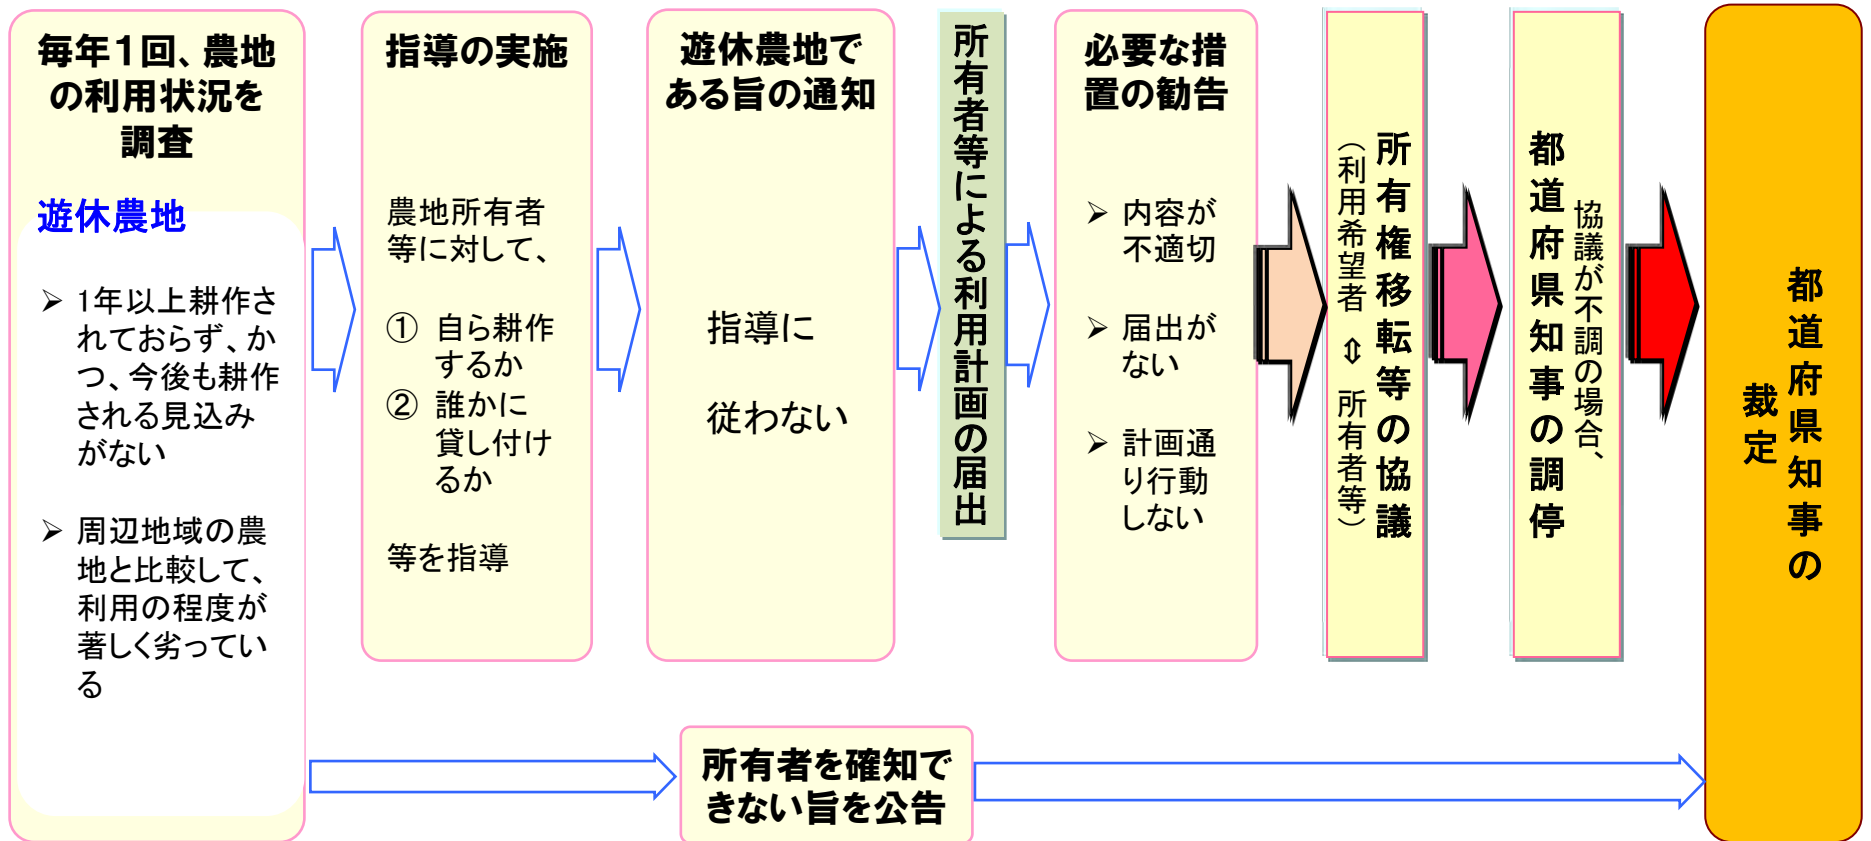 毎年１回、農地
の利用状況を
調査
遊休農地
➢ 1年以上耕作さ
れておらず、か
つ、今後も耕作
される見込み
がない
➢ 周辺地域の農
地と比較して、
利用の程度が
著しく劣ってい
る
指導の実施
農地所有者
等に対して、
① 自ら耕作
するか
② 誰かに
貸し付け
るか
等を指導
遊休農地で
ある旨の通知
指導に
従わない
所有者等による利用計画の届出
必要な措
置の勧告
➢ 内容が
不適切
➢ 届出が
ない
➢ 計画通
り行動
しない
所有権移転等の協議
（利用希望者 ⇕ 所有者等）
協議が不調の場合、
都道府県知事の調停
都道府県知事の
裁定
所有者を確知で
きない旨を公告